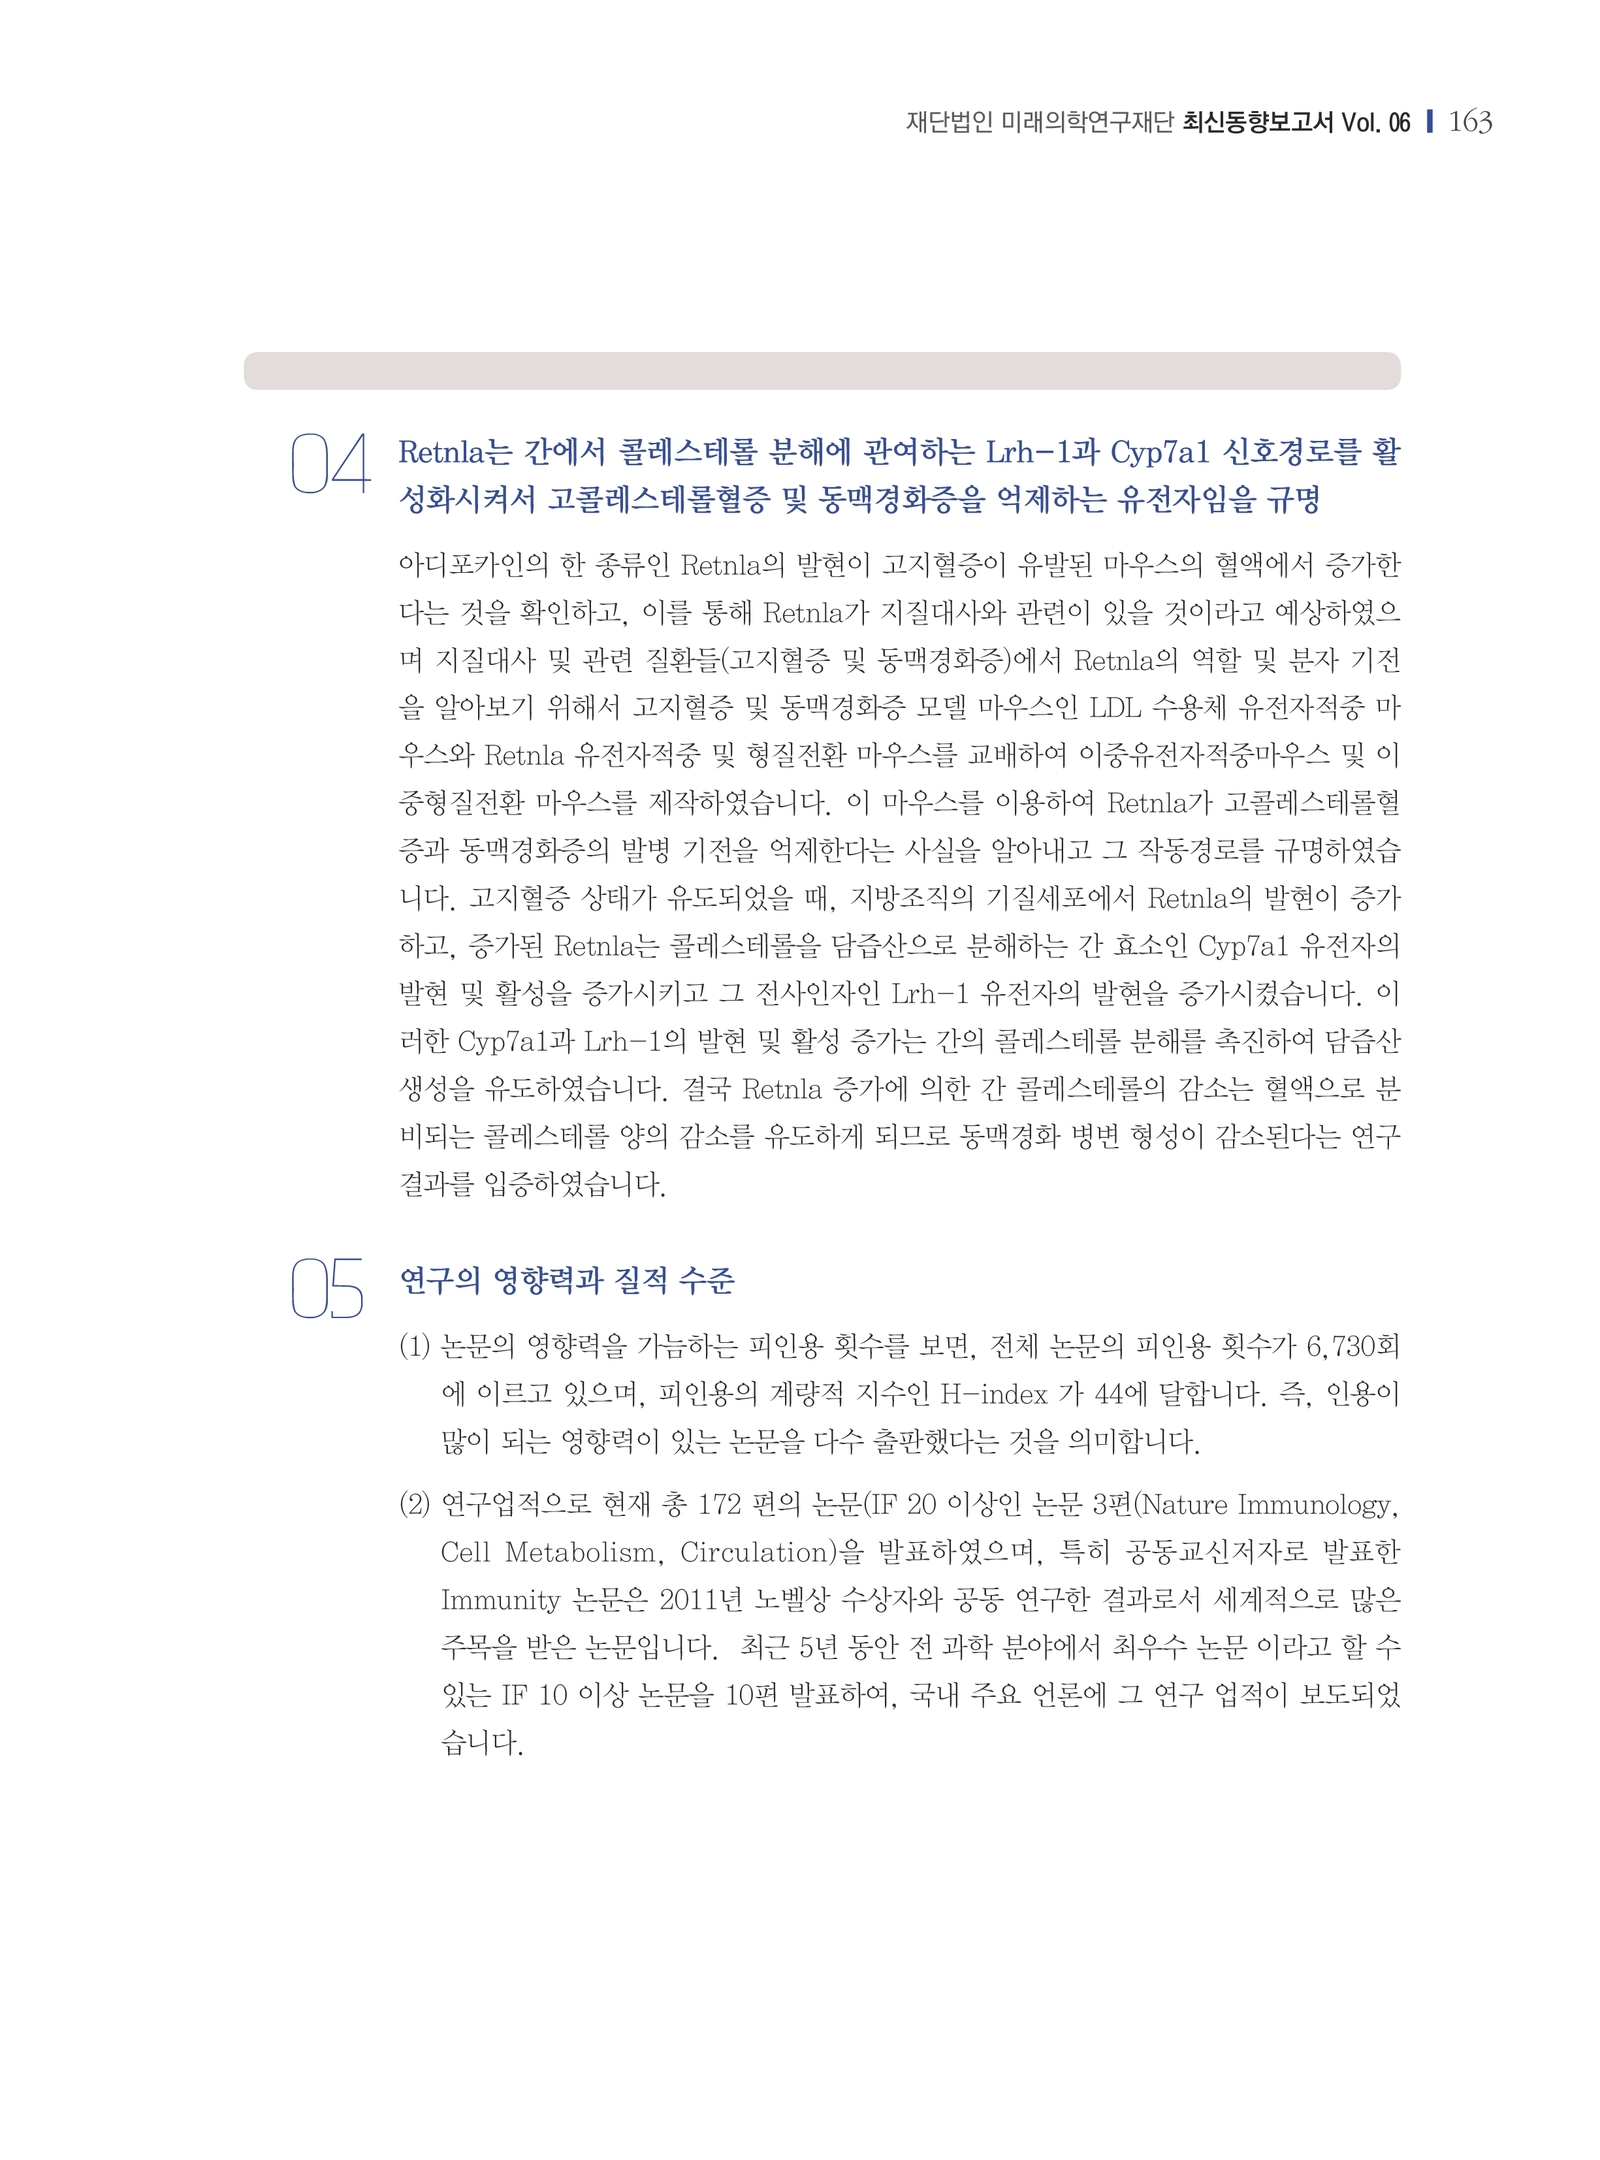 재단법인 미래의학연구재단 최신동향보고서 Vol. 06 163
04 Retnla는 간에서 콜레스테롤 분해에 관여하는 Lrh-1과 Cyp7a1 신호경로를 활
성화시켜서 고콜레스테롤혈증 및 동맥경화증을 억제하는 유전자임을 규명
아디포카인의 한 종류인 Retnla의 발현이 고지혈증이 유발된 마우스의 혈액에서 증가한
다는 것을 확인하고, 이를 통해 Retnla가 지질대사와 관련이 있을 것이라고 예상하였으
며 지질대사 및 관련 질환들(고지혈증 및 동맥경화증)에서 Retnla의 역할 및 분자 기전
을 알아보기 위해서 고지혈증 및 동맥경화증 모델 마우스인 LDL 수용체 유전자적중 마
우스와 Retnla 유전자적중 및 형질전환 마우스를 교배하여 이중유전자적중마우스 및 이
중형질전환 마우스를 제작하였습니다. 이 마우스를 이용하여 Retnla가 고콜레스테롤혈
증과 동맥경화증의 발병 기전을 억제한다는 사실을 알아내고 그 작동경로를 규명하였습
니다. 고지혈증 상태가 유도되었을 때, 지방조직의 기질세포에서 Retnla의 발현이 증가
하고, 증가된 Retnla는 콜레스테롤을 담즙산으로 분해하는 간 효소인 Cyp7a1 유전자의
발현 및 활성을 증가시키고 그 전사인자인 Lrh-1 유전자의 발현을 증가시켰습니다. 이
러한 Cyp7a1과 Lrh-1의 발현 및 활성 증가는 간의 콜레스테롤 분해를 촉진하여 담즙산
생성을 유도하였습니다. 결국 Retnla 증가에 의한 간 콜레스테롤의 감소는 혈액으로 분
비되는 콜레스테롤 양의 감소를 유도하게 되므로 동맥경화 병변 형성이 감소된다는 연구
결과를 입증하였습니다.
05 연구의 영향력과 질적 수준
(1) 논문의 영향력을 가늠하는 피인용 횟수를 보면, 전체 논문의 피인용 횟수가 6,730회
에 이르고 있으며, 피인용의 계량적 지수인 H-index 가 44에 달합니다. 즉, 인용이
많이 되는 영향력이 있는 논문을 다수 출판했다는 것을 의미합니다.
(2) 연구업적으로 현재 총 172 편의 논문(IF 20 이상인 논문 3편(Nature Immunology,
Cell Metabolism, Circulation)을 발표하였으며, 특히 공동교신저자로 발표한
Immunity 논문은 2011년 노벨상 수상자와 공동 연구한 결과로서 세계적으로 많은
주목을 받은 논문입니다. 최근 5년 동안 전 과학 분야에서 최우수 논문 이라고 할 수
있는 IF 10 이상 논문을 10편 발표하여, 국내 주요 언론에 그 연구 업적이 보도되었
습니다.